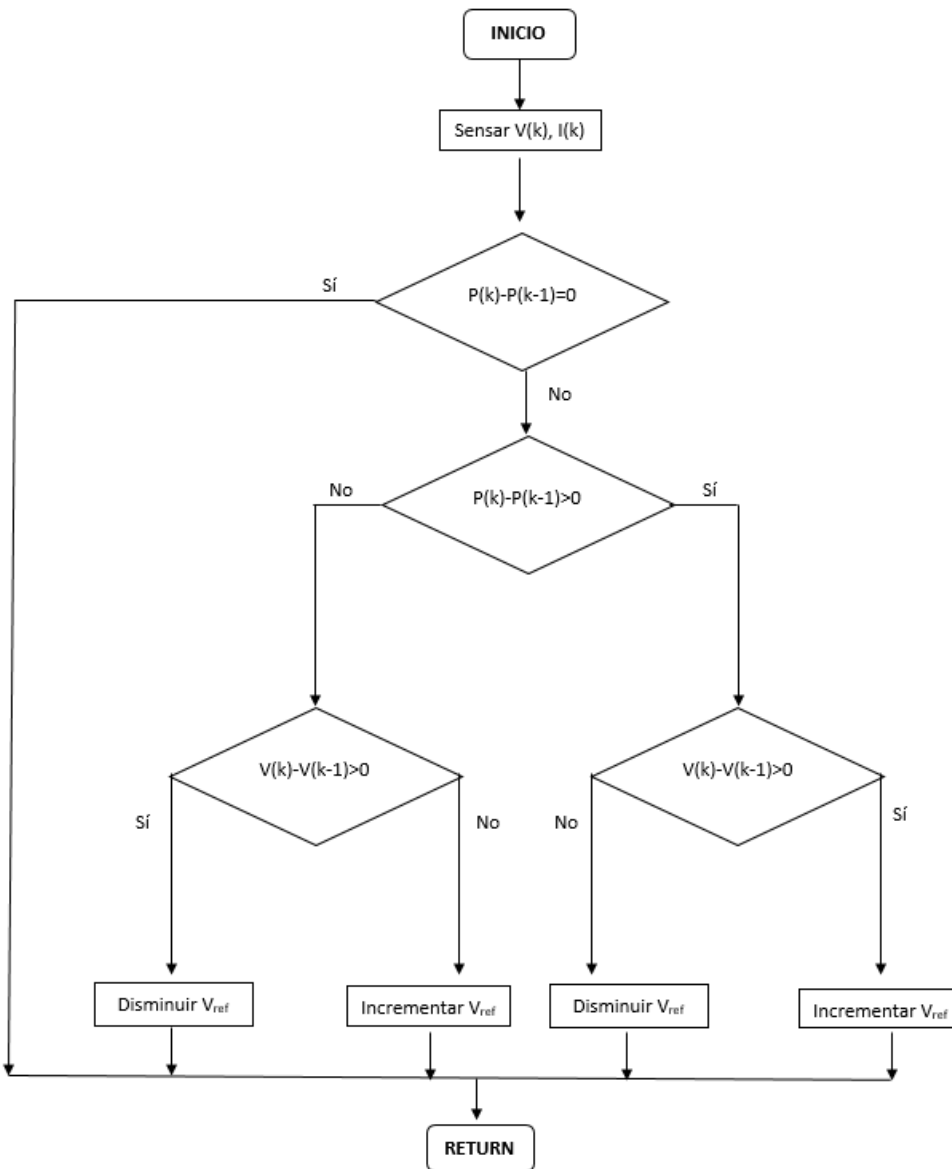 INICIO
Sensar V(k), I(k)
P(k)-P(k-1)=0
Sí
No
P(k)-P(k-1)>0
No
Sí
V(k)-V(k-1)>0
V(k)-V(k-1)>0
Sí
No
No
Sí
Disminuir Vref
Incrementar Vref
Disminuir Vref
Incrementar Vref
RETURN